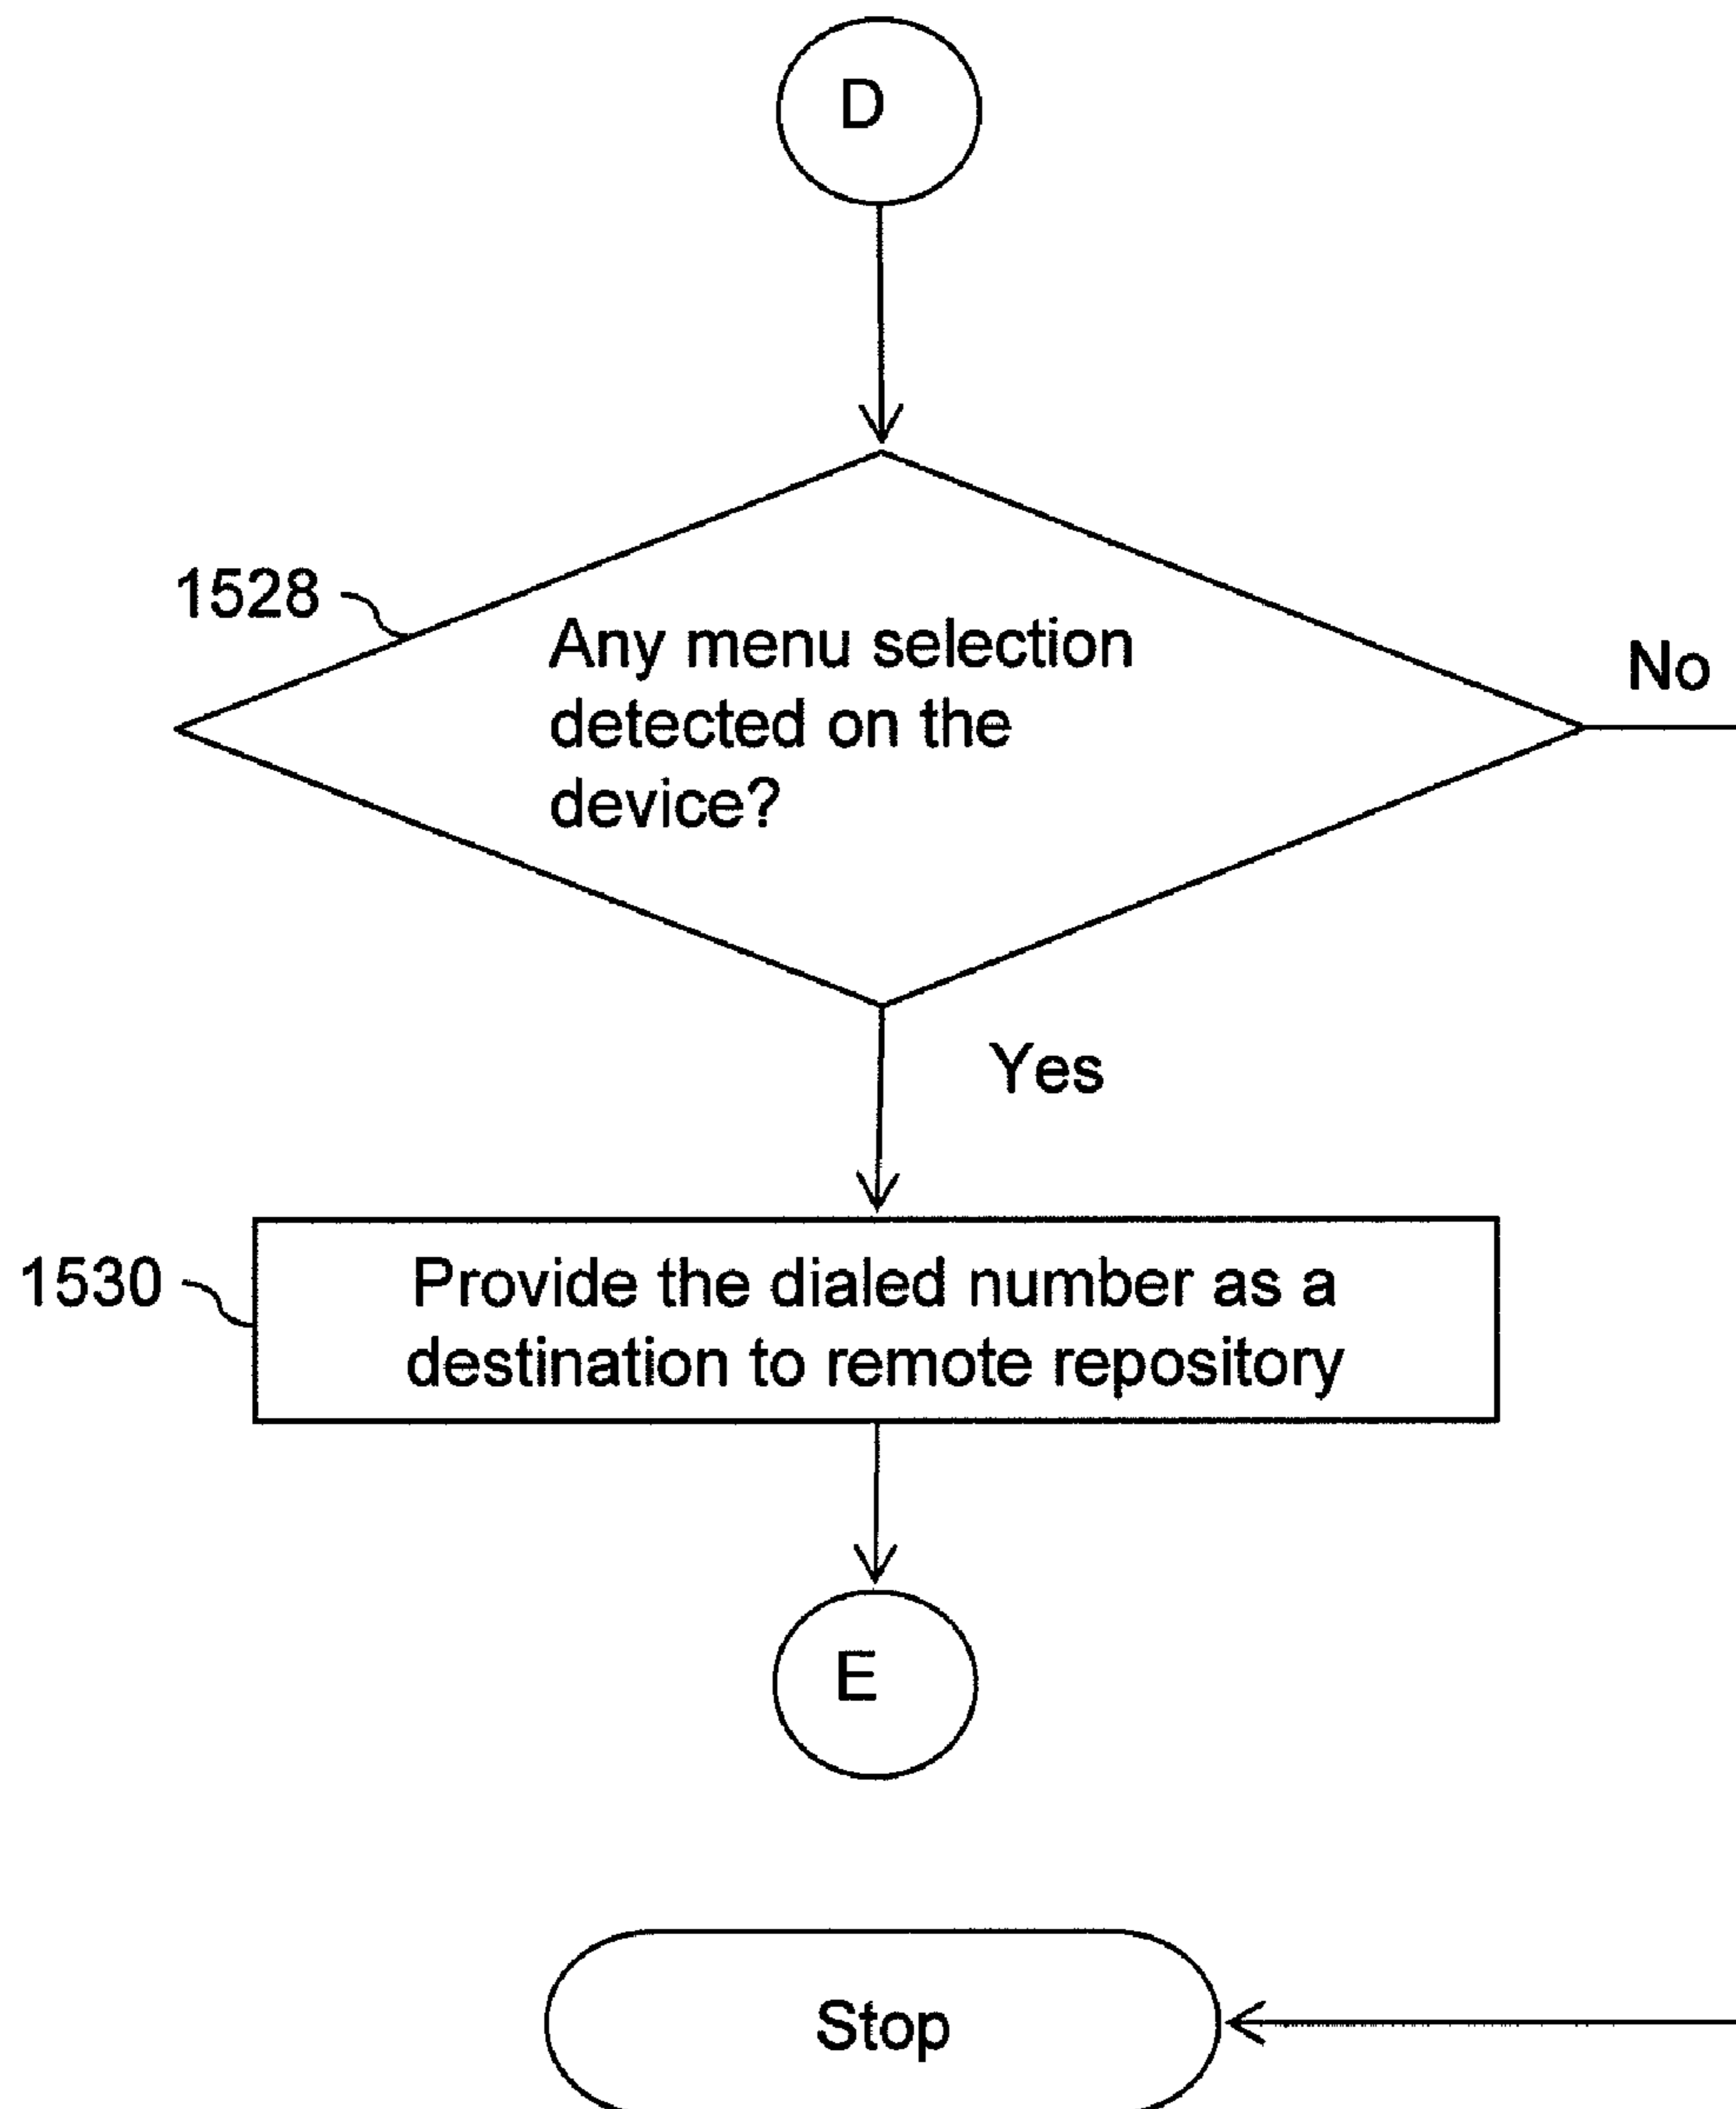 D
1528
Any menu selection
detected on the
device?
No
Yes
1530
Provide the dialed number as a
destination to remote repository
E
Stop